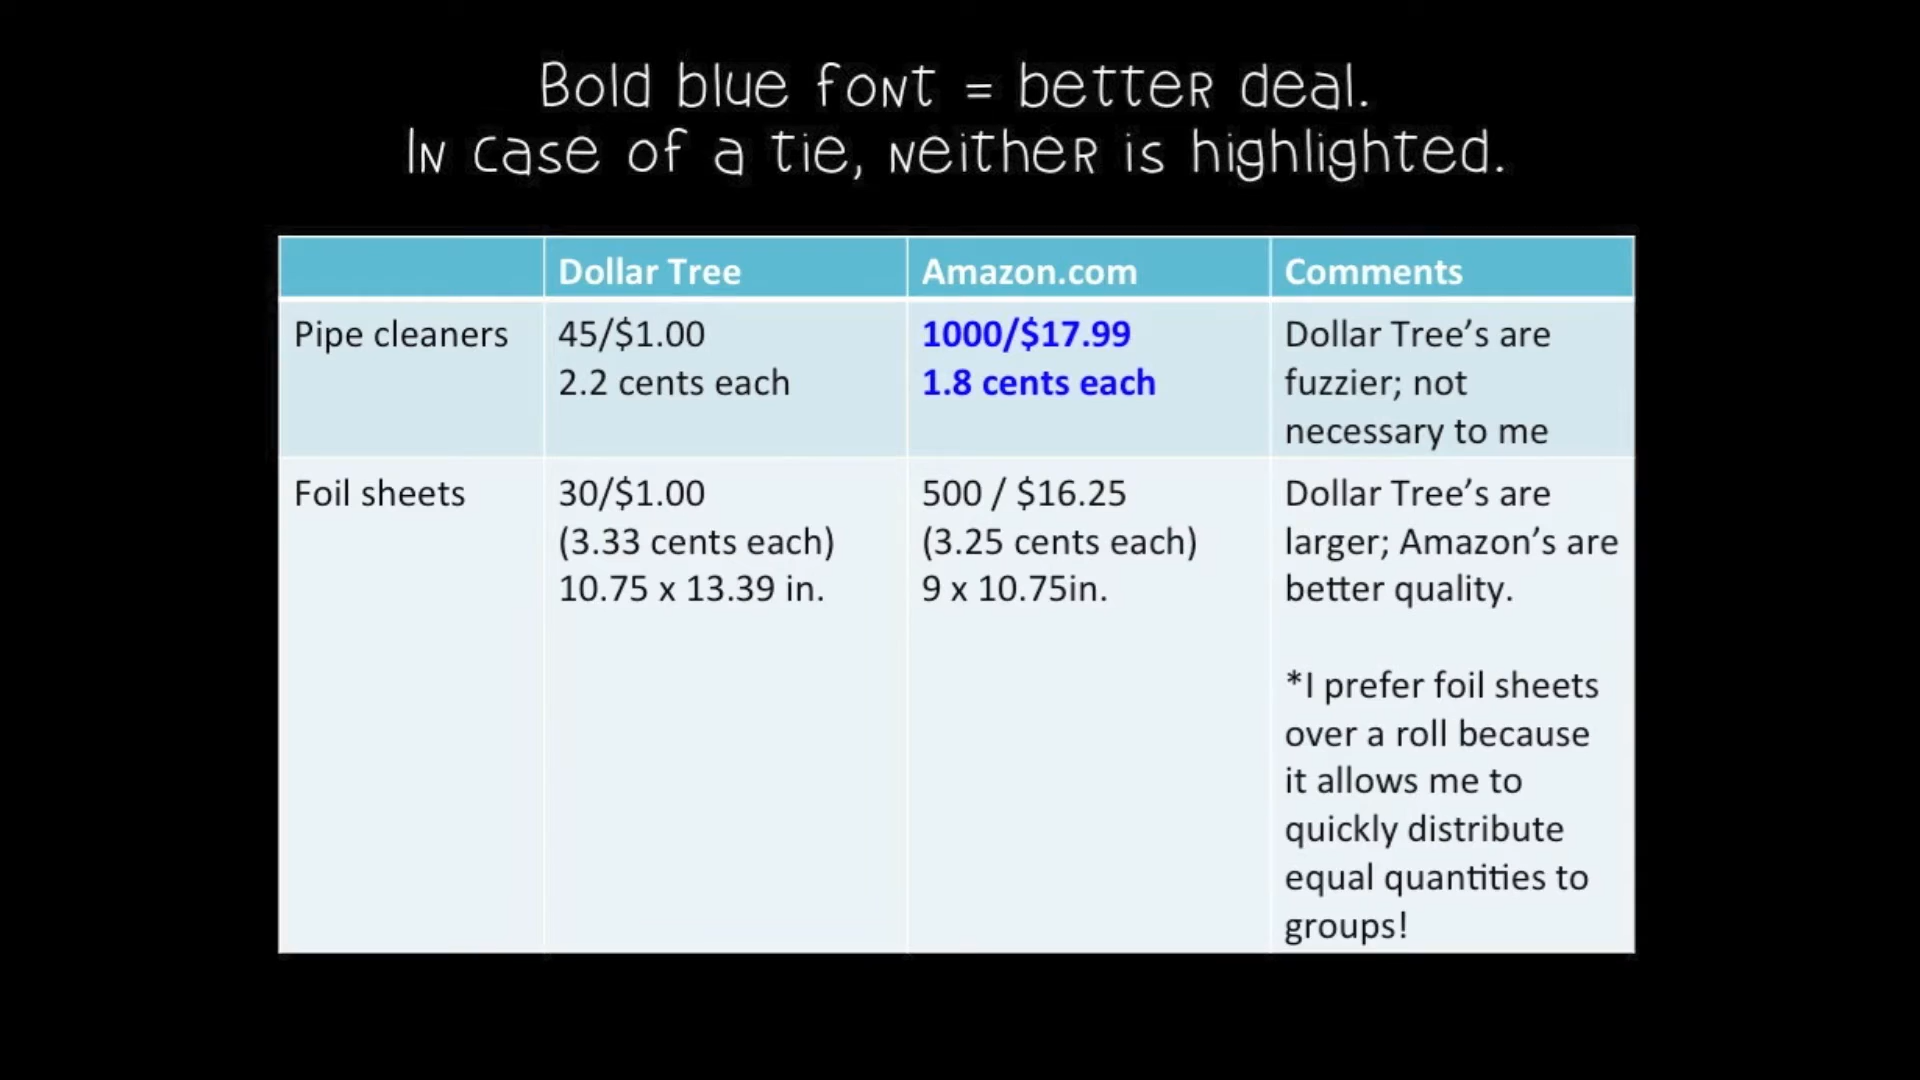 Bold blue font = better deal.
In case of a tie, neither is highlighted.
Dollar Tree
Amazon.com
Comments
Pipe cleaners
45/$1.00
2.2 cents each
1000/$17.99
1.8 cents each
Dollar Tree’s are
fuzzier; not
necessary to me
Foil sheets
30/$1.00
(3.33 cents each)
10.75 x 13.39 in.
500 / $16.25
(3.25 cents each)
9 x 10.75in.
Dollar Tree’s are
larger; Amazon’s are
better quality.
*I prefer foil sheets
over a roll because
it allows me to
quickly distribute
equal quantities to
groups!